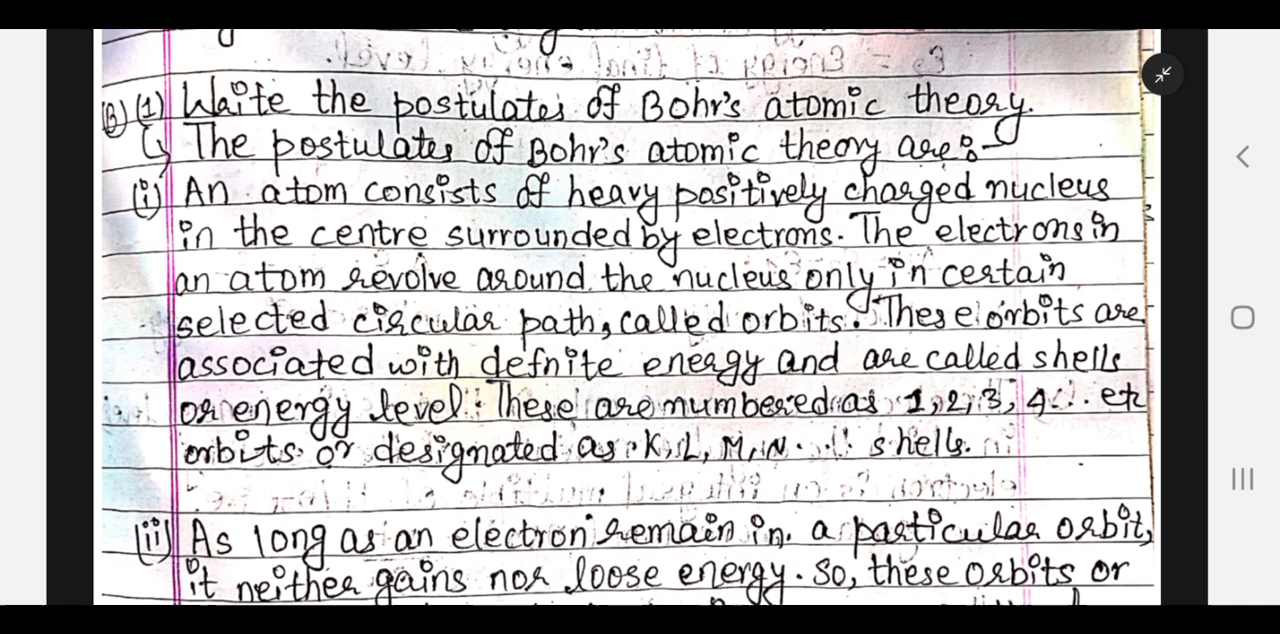 (B) (1) Write the postulates of Bohr's atomic theory.
↳ The postulates of Bohr's atomic theory are:-
(i) An atom consists of heavy positively charged nucleus
in the centre surrounded by electrons. The electrons in
an atom revolve around the nucleus only in certain
selected circular path, called orbits. These orbits are
associated with defnite energy and are called shells
or energy level. These are numbered as 1, 2, 3, 4... etc
orbits or designated as K, L, M, N. ... shells.
(ii) As long as an electron remain in a particular orbit,
it neither gains nor loose energy. So, these orbits or